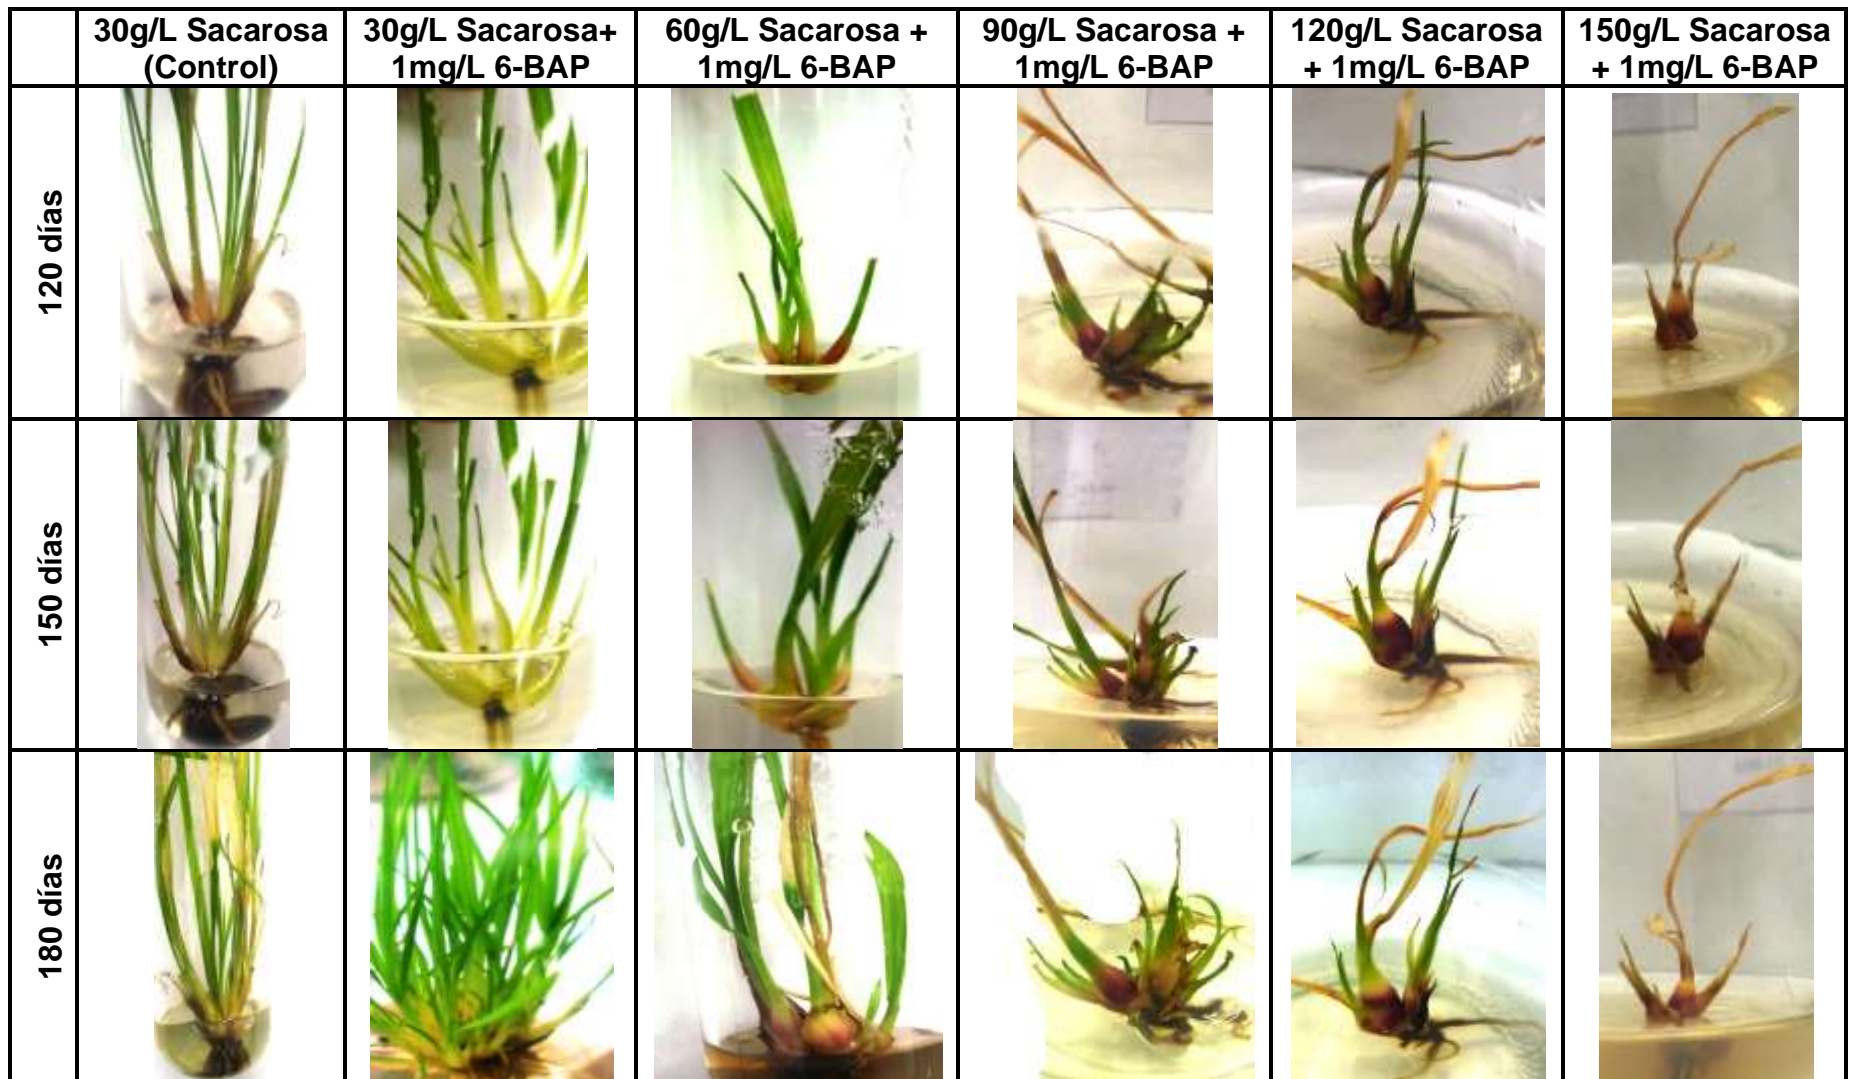 30g/L Sacarosa
(Control)
30g/L Sacarosa+
1mg/L 6-BAP
60g/L Sacarosa +
1mg/L 6-BAP
90g/L Sacarosa +
1mg/L 6-BAP
120g/L Sacarosa
+ 1mg/L 6-BAP
150g/L Sacarosa
+ 1mg/L 6-BAP
120 días
150 días
180 días